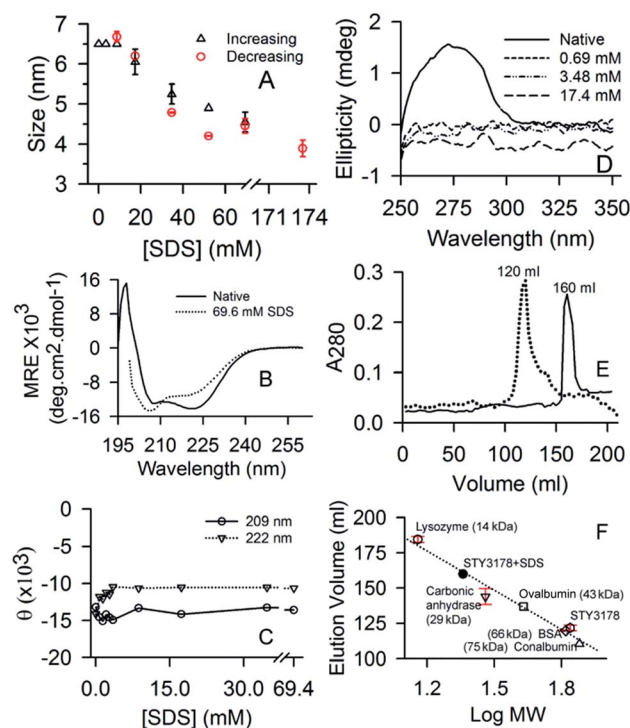 7
6
5
4
3
Size (nm)
Increasing
Decreasing
A
0 20 40 60 171 174
[SDS] (mM)
2
1
0
-1
Ellipticity (mdeg)
Native
0.69 mM
3.48 mM
17.4 mM
D
250 275 300 325 350
Wavelength (nm)
16
8
0
-8
-16
MRE X10³
(deg.cm2.dmol-1)
Native
69.6 mM SDS
B
195 210 225 240 260
Wavelength (nm)
0.3
0.2
0.1
0.0
A280
120 ml
160 ml
E
0 50 100 150 200
Volume (ml)
0
-5
-10
-15
-20
θ (x10³)
209 nm
222 nm
C
0.0 15.0 30.0 69.4
[SDS] (mM)
200
175
150
125
100
Elution Volume (ml)
F
Lysozyme (14 kDa)
STY3178+SDS
Carbonic
anhydrase
(29 kDa)
Ovalbumin (43 kDa)
STY3178
(66 kDa) BSA
(75 kDa) Conalbumin
1.2 1.5 1.8
Log MW